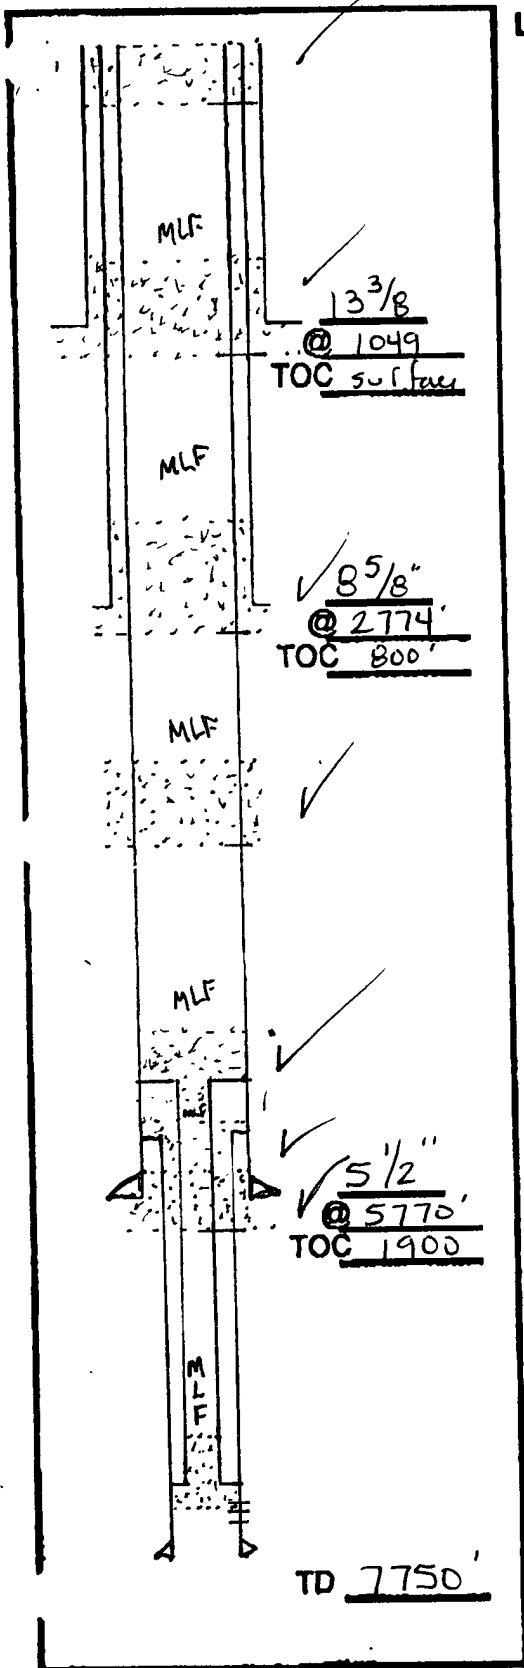 MLF
13 3/8
@ 1049
TOC surface
MLF
8 5/8"
@ 2774'
TOC 800'
MLF
MLF
MLF
5 1/2"
@ 5770'
TOC 1900
M
L
F
TD 7750'